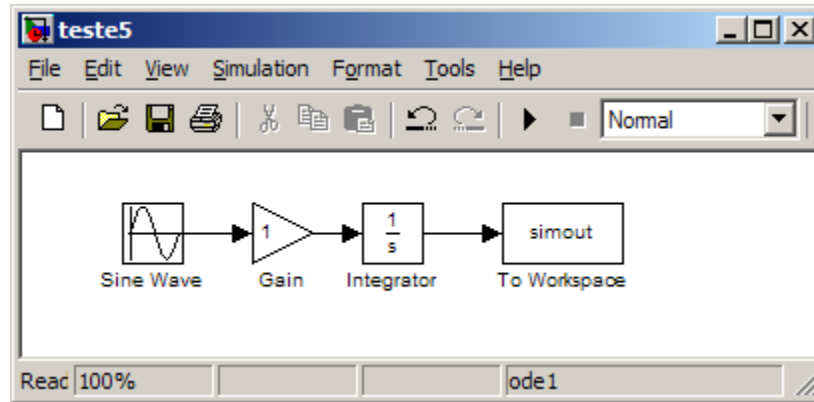 teste5
File Edit View Simulation Format Tools Help
Normal
1
1
s
simout
Sine Wave Gain Integrator To Workspace
Read 100% ode1